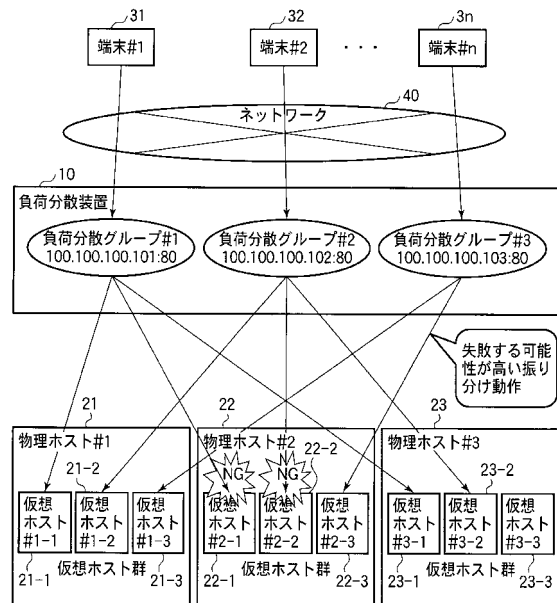 31
32
端末#1
端末#2
・・・
端末#n
3n
40
ネットワーク
10
負荷分散装置
負荷分散グループ#1
100.100.100.101:80
負荷分散グループ#2
100.100.100.102:80
負荷分散グループ#3
100.100.100.103:80
失敗する可能
性が高い振り
分け動作
21
22
23
物理ホスト#1
物理ホスト#2
物理ホスト#3
21-2
NG
NG
22-2
23-2
仮想
ホスト
#1-1
仮想
ホスト
#1-2
仮想
ホスト
#1-3
仮想
ホスト
#2-1
仮想
ホスト
#2-2
仮想
ホスト
#2-3
仮想
ホスト
#3-1
仮想
ホスト
#3-2
仮想
ホスト
#3-3
仮想ホスト群
仮想ホスト群
仮想ホスト群
21-1
21-3
22-1
22-3
23-1
23-3